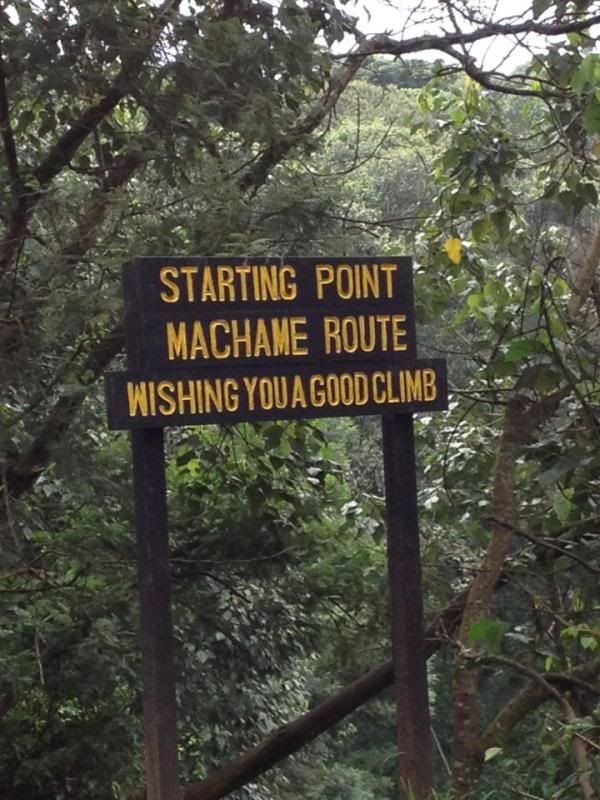 STARTING POINT
MACHAME ROUTE
WISHING YOU A GOOD CLIMB